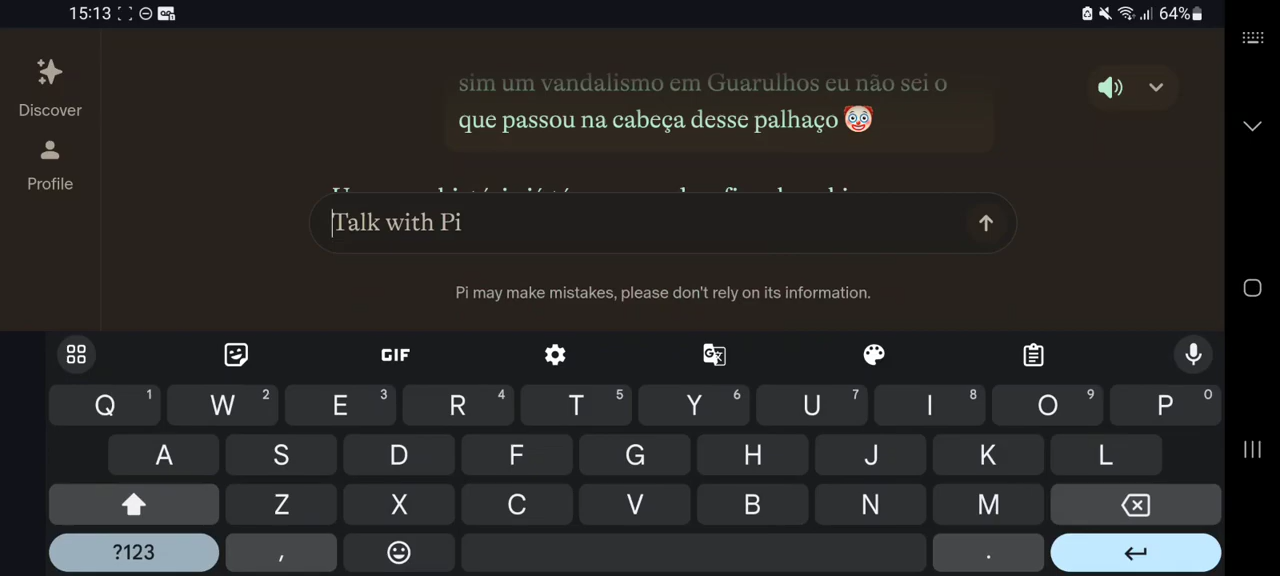 15:13
64%
Discover
Profile
sim um vandalismo em Guarulhos eu não sei o
que passou na cabeça desse palhaço 🤡
Talk with Pi
Pi may make mistakes, please don't rely on its information.
GIF
Q 1 W 2 E 3 R 4 T 5 Y 6 U 7 I 8 O 9 P 0
A S D F G H J K L
Z X C V B N M
?123 , .